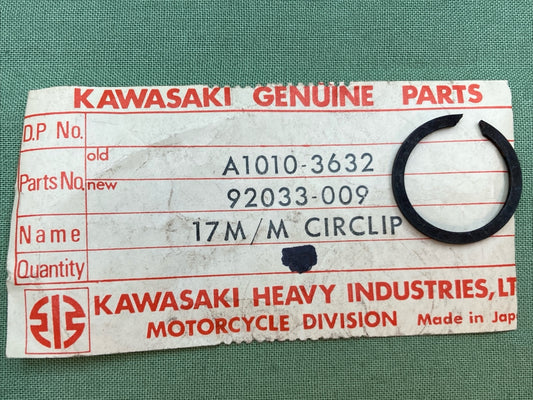 KAWASAKI GENUINE PARTS
D.P No.
old A1010-3632
Parts No.
new 92033-009
Name 17M/M CIRCLIP
Quantity
KAWASAKI HEAVY INDUSTRIES, LT
MOTORCYCLE DIVISION Made in Japa